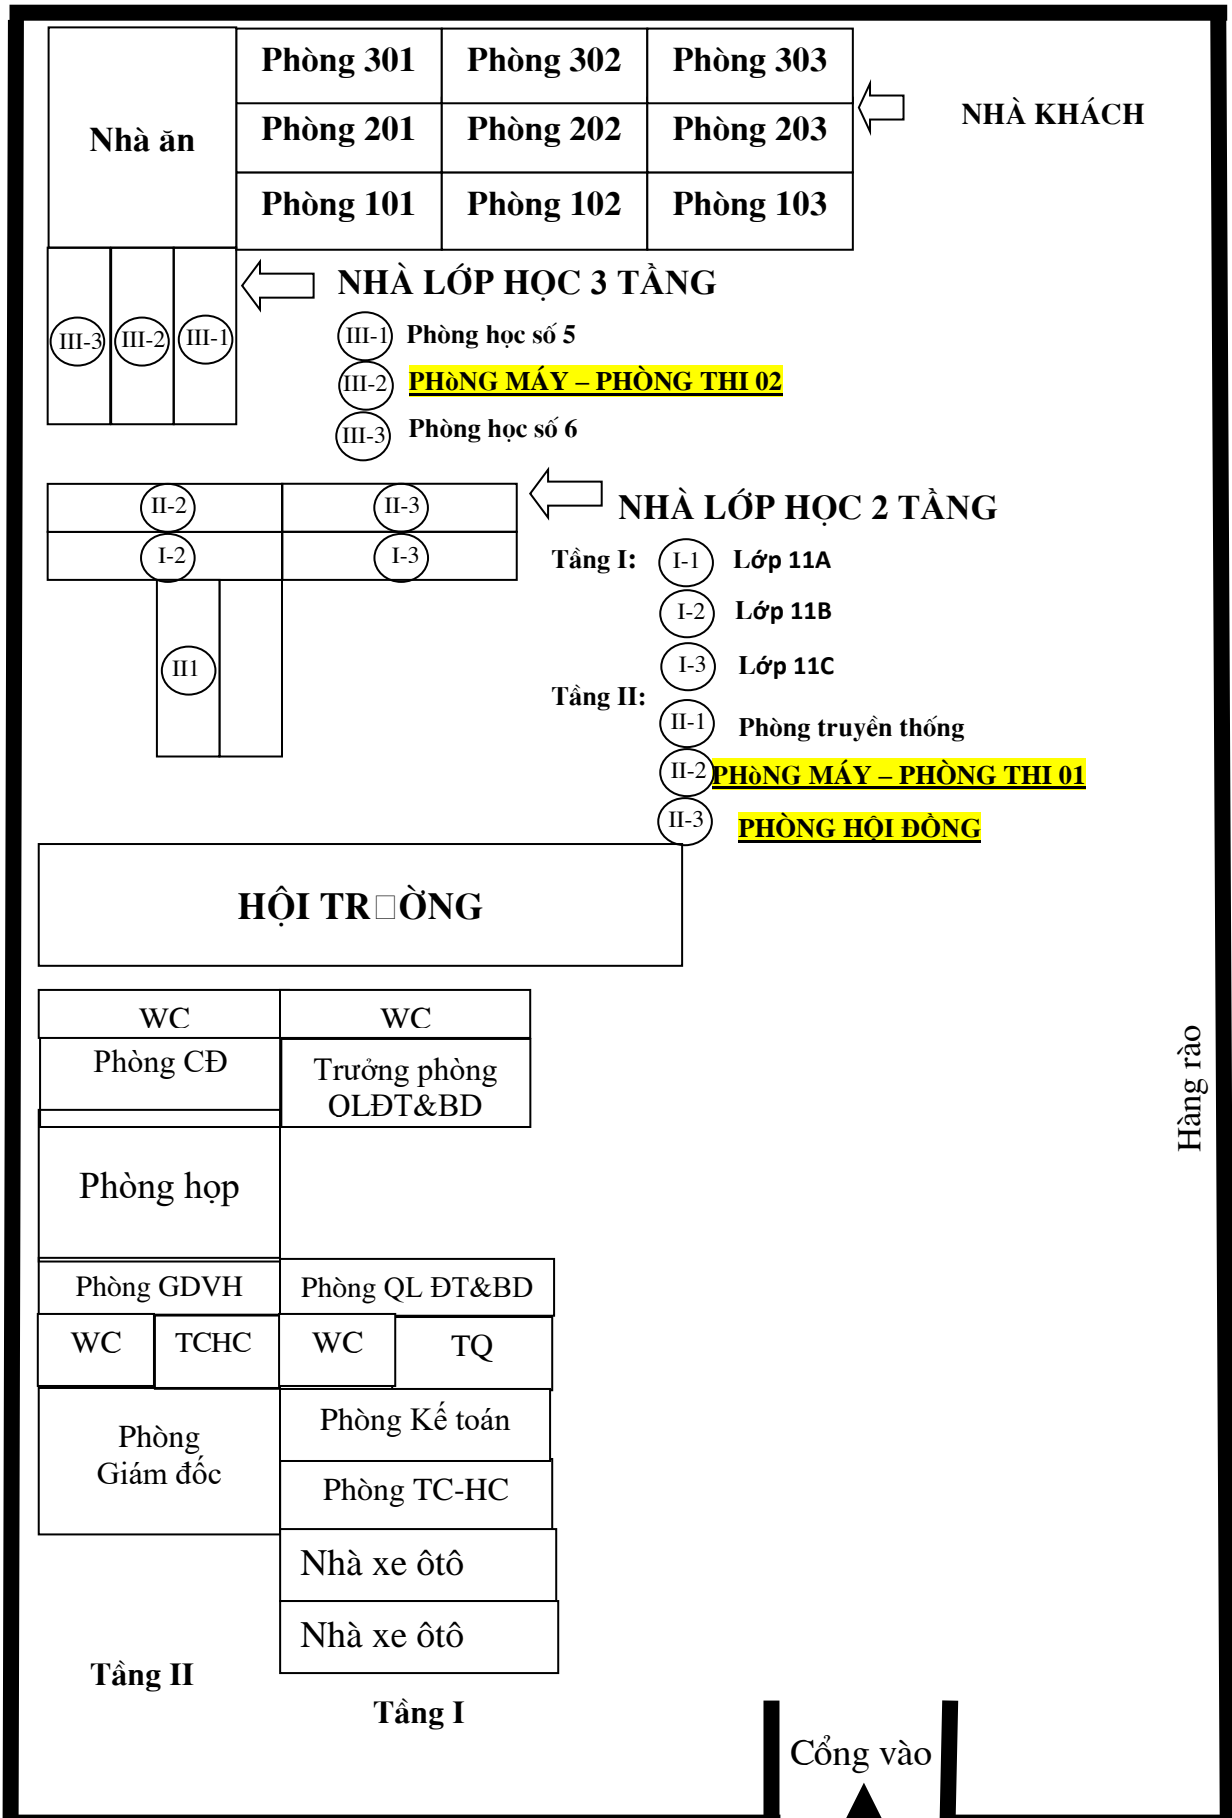 Nhà ăn
Phòng 301
Phòng 302
Phòng 303
Phòng 201
Phòng 202
Phòng 203
Phòng 101
Phòng 102
Phòng 103
NHÀ KHÁCH
III-3
III-2
III-1
NHÀ LỚP HỌC 3 TẦNG
III-1 Phòng học số 5
III-2 PHòNG MÁY – PHÒNG THI 02
III-3 Phòng học số 6
II-2
II-3
I-2
I-3
II1
NHÀ LỚP HỌC 2 TẦNG
Tầng I: I-1 Lớp 11A
I-2 Lớp 11B
I-3 Lớp 11C
Tầng II:
II-1 Phòng truyền thống
II-2 PHòNG MÁY – PHÒNG THI 01
II-3 PHÒNG HỘI ĐỒNG
HỘI TR□ỜNG
WC
WC
Phòng CĐ
Trưởng phòng
QLĐT&BD
Phòng họp
Hàng rào
Phòng GDVH
Phòng QL ĐT&BD
WC
TCHC
WC
TQ
Phòng
Giám đốc
Phòng Kế toán
Phòng TC-HC
Nhà xe ôtô
Nhà xe ôtô
Tầng II
Tầng I
Cổng vào